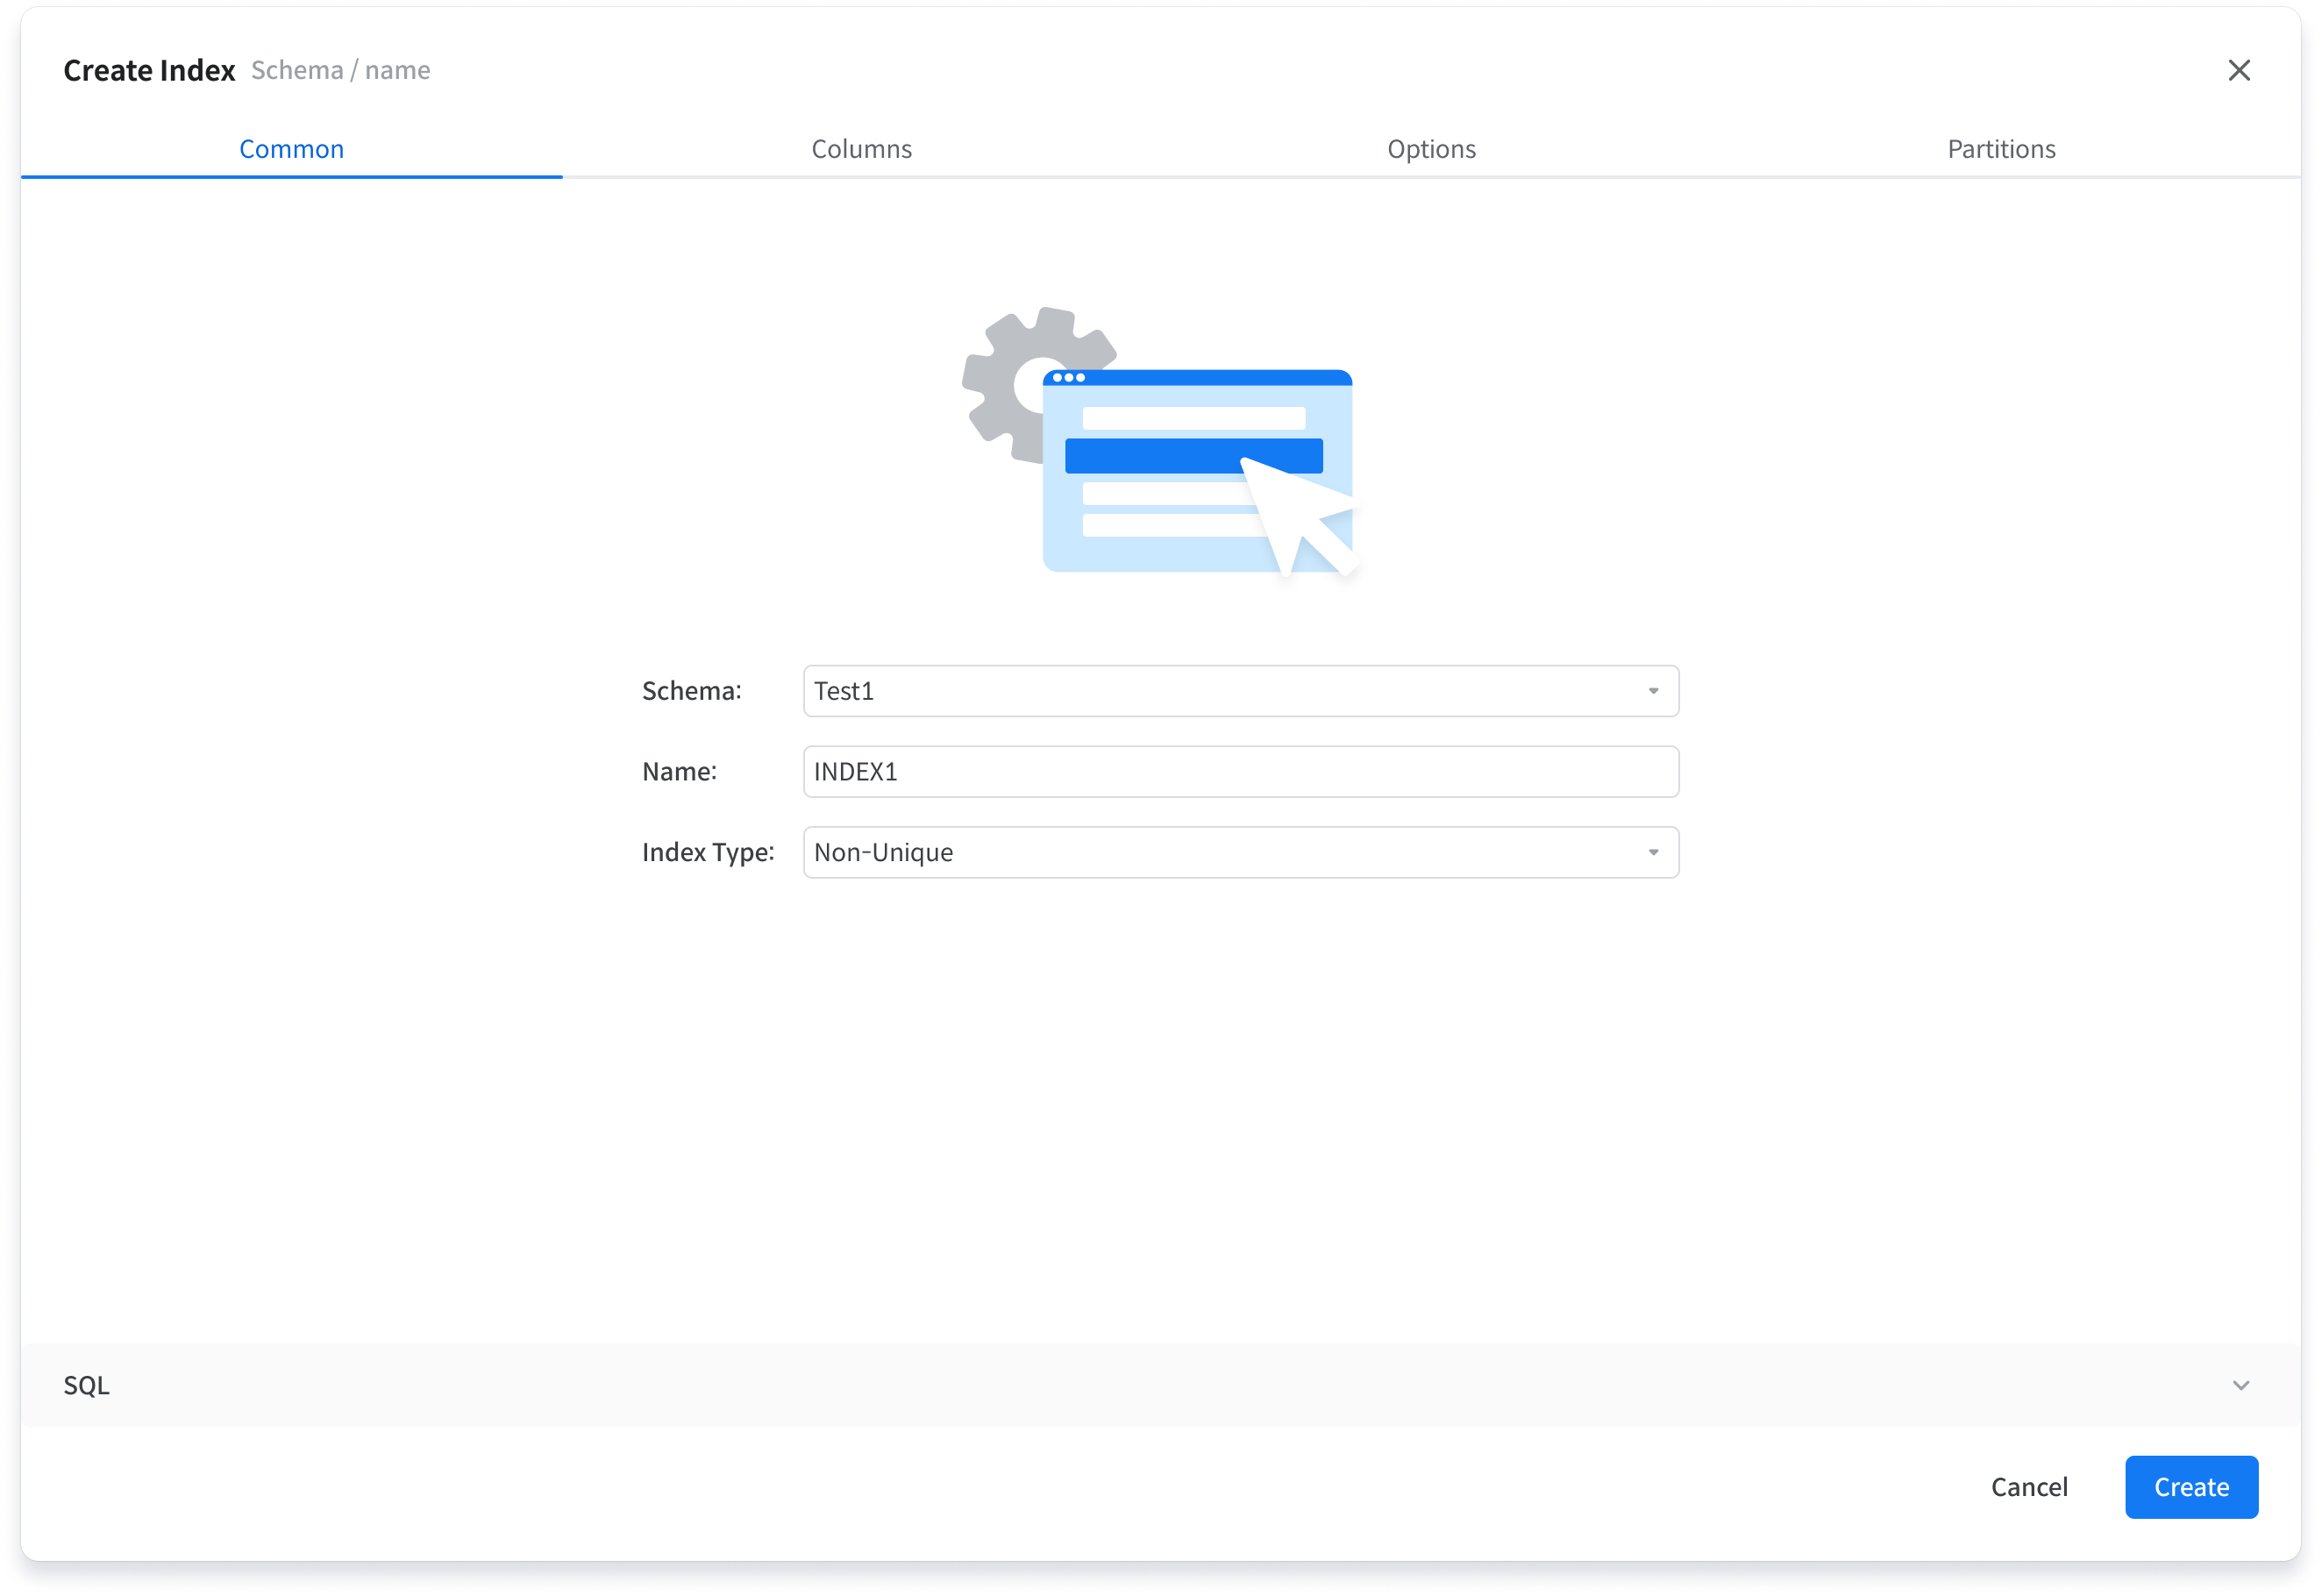 Create Index Schema / name
Common Columns Options Partitions
Schema: Test1
Name: INDEX1
Index Type: Non-Unique
SQL
Cancel Create